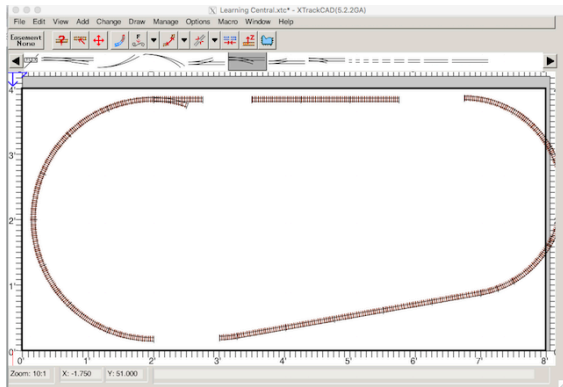 Learning Central.xtc* - XTrackCAD(5.2.2GA)
File Edit View Add Change Draw Manage Options Macro Window Help
Easement
None
4'
3'
2'
1'
0'
0' 1' 2' 3' 4' 5' 6' 7' 8'
Zoom: 10:1 X: -1.750 Y: 51.000